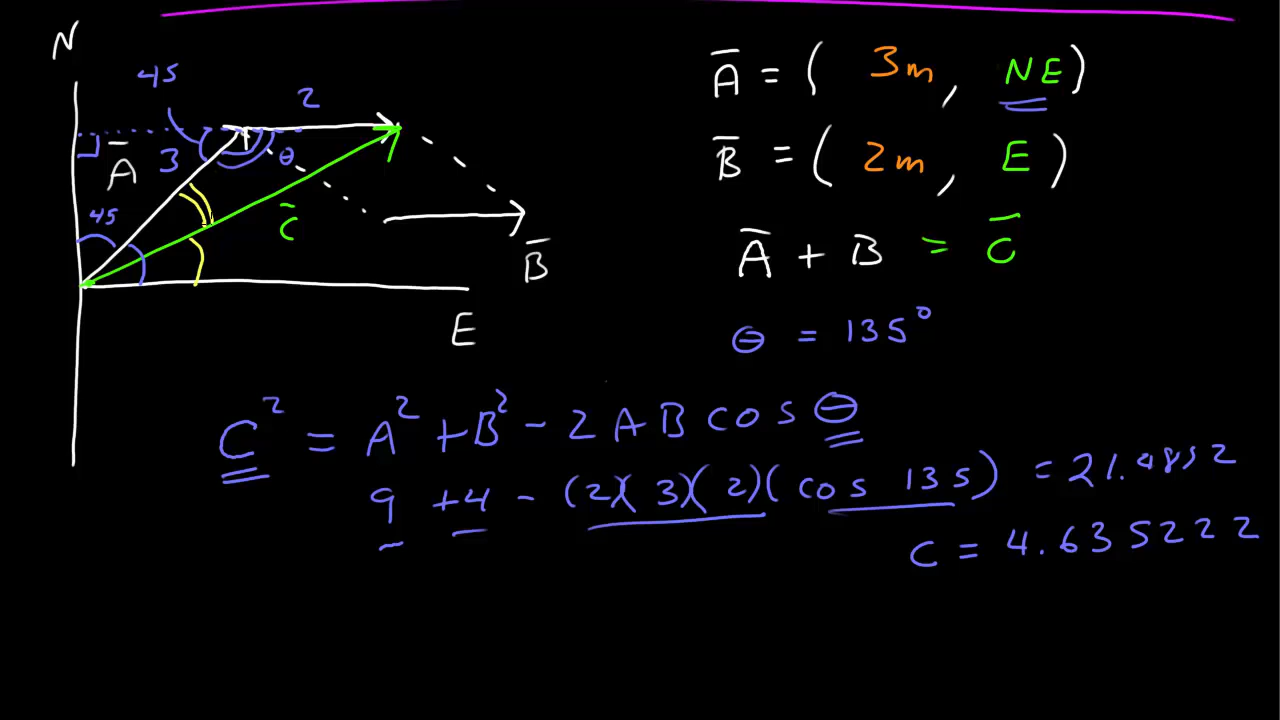 N
45
2
A̅
3
θ
45
C̅
B̅
E
A̅ = ( 3m, NE)
B̅ = ( 2m, E )
A̅ + B = C̅
θ = 135°
C² = A² + B² - 2 A B cos θ
9 + 4 - (2)(3)(2)( cos 135) = 21.4852
C = 4.635222